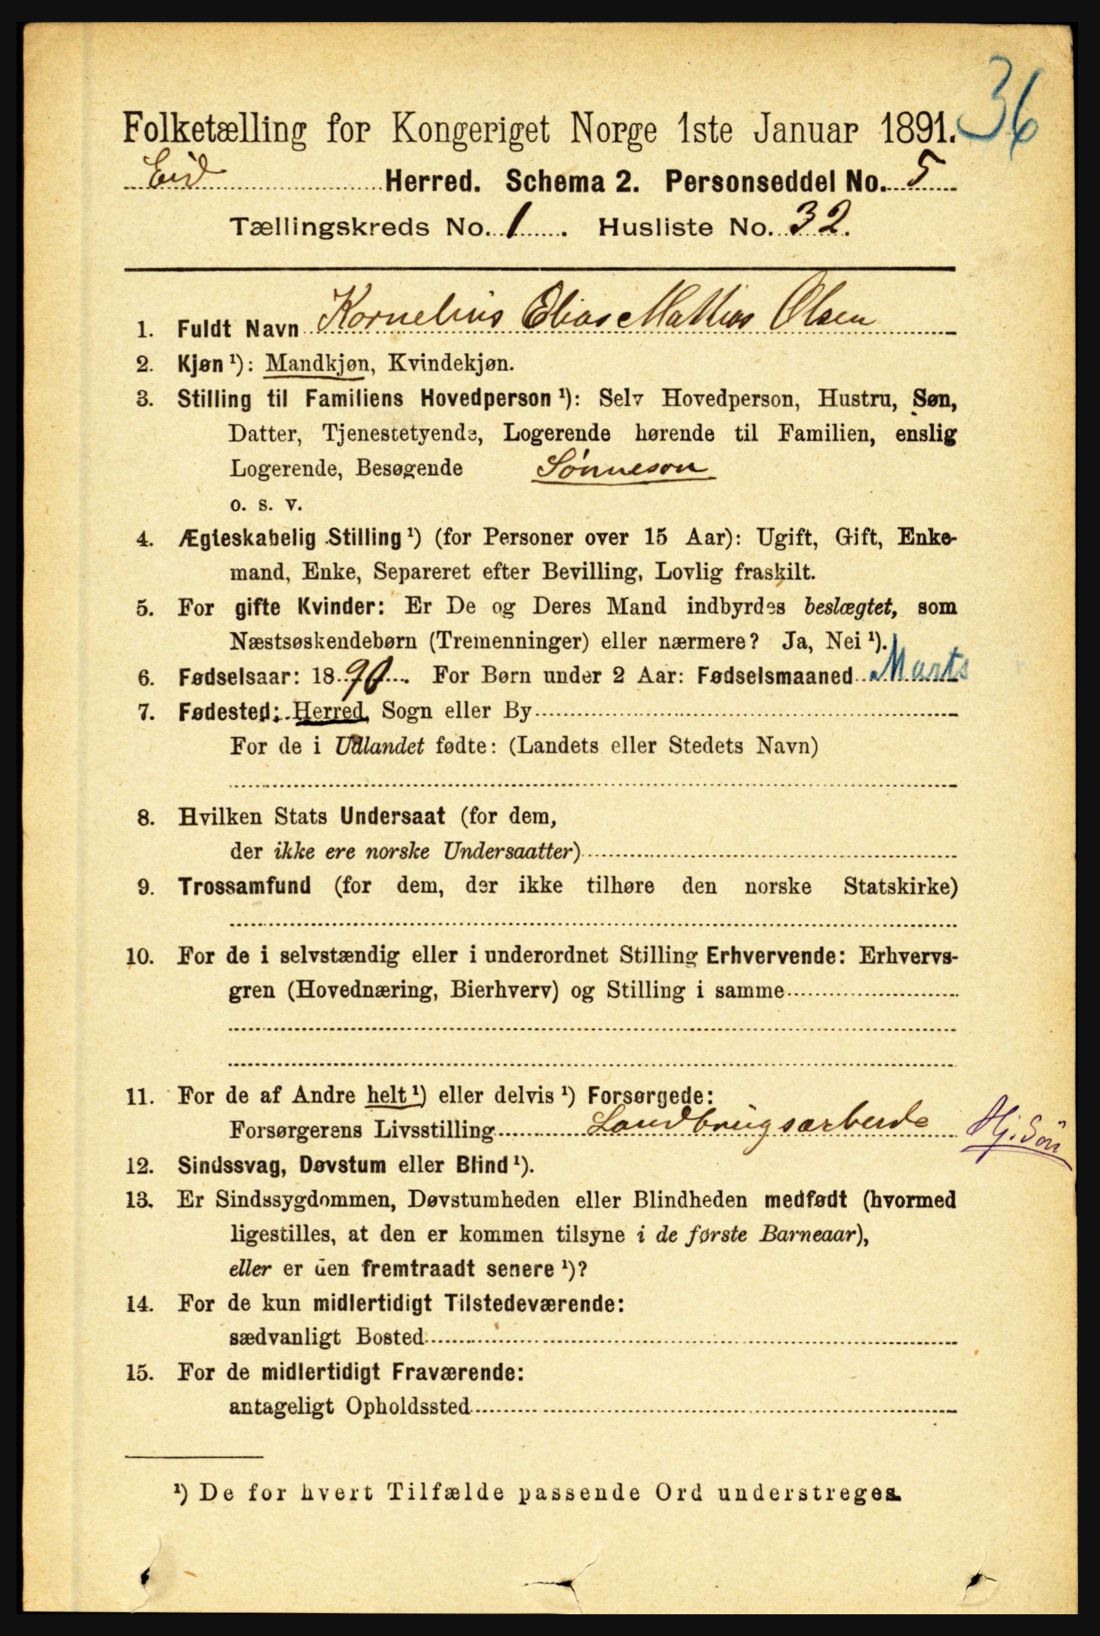 36
Folketælling for Kongeriget Norge 1ste Januar 1891.
Eid Herred. Schema 2. Personseddel No. 5
Tællingskreds No. 1. Husliste No. 32.
1. Fuldt Navn Kornelius Elias Mathias Olsen
2. Kjøn ¹): Mandkjøn, Kvindekjøn.
3. Stilling til Familiens Hovedperson ¹): Selv Hovedperson, Hustru, Søn,
Datter, Tjenestetyende, Logerende hørende til Familien, enslig
Logerende, Besøgende Sønneson
o. s. v.
4. Ægteskabelig Stilling ¹) (for Personer over 15 Aar): Ugift, Gift, Enke-
mand, Enke, Separeret efter Bevilling, Lovlig fraskilt.
5. For gifte Kvinder: Er De og Deres Mand indbyrdes beslægtet, som
Næstsøskendebørn (Tremenninger) eller nærmere? Ja, Nei ¹).
6. Fødselsaar: 1890. For Børn under 2 Aar: Fødselsmaaned Marts
7. Fødested: Herred, Sogn eller By
For de i Udlandet fødte: (Landets eller Stedets Navn)
8. Hvilken Stats Undersaat (for dem,
der ikke ere norske Undersaatter)
9. Trossamfund (for dem, der ikke tilhøre den norske Statskirke)
10. For de i selvstændig eller i underordnet Stilling Erhvervende: Erhvervs-
gren (Hovednæring, Bierhverv) og Stilling i samme
11. For de af Andre helt ¹) eller delvis ¹) Forsørgede:
Forsørgerens Livsstilling Landbrugsarbeide Hj. Søn
12. Sindssvag, Døvstum eller Blind ¹).
13. Er Sindssygdommen, Døvstumheden eller Blindheden medfødt (hvormed
ligestilles, at den er kommen tilsyne i de første Barneaar),
eller er den fremtraadt senere ¹)?
14. For de kun midlertidigt Tilstedeværende:
sædvanligt Bosted
15. For de midlertidigt Fraværende:
antageligt Opholdssted
¹) De for hvert Tilfælde passende Ord understreges.